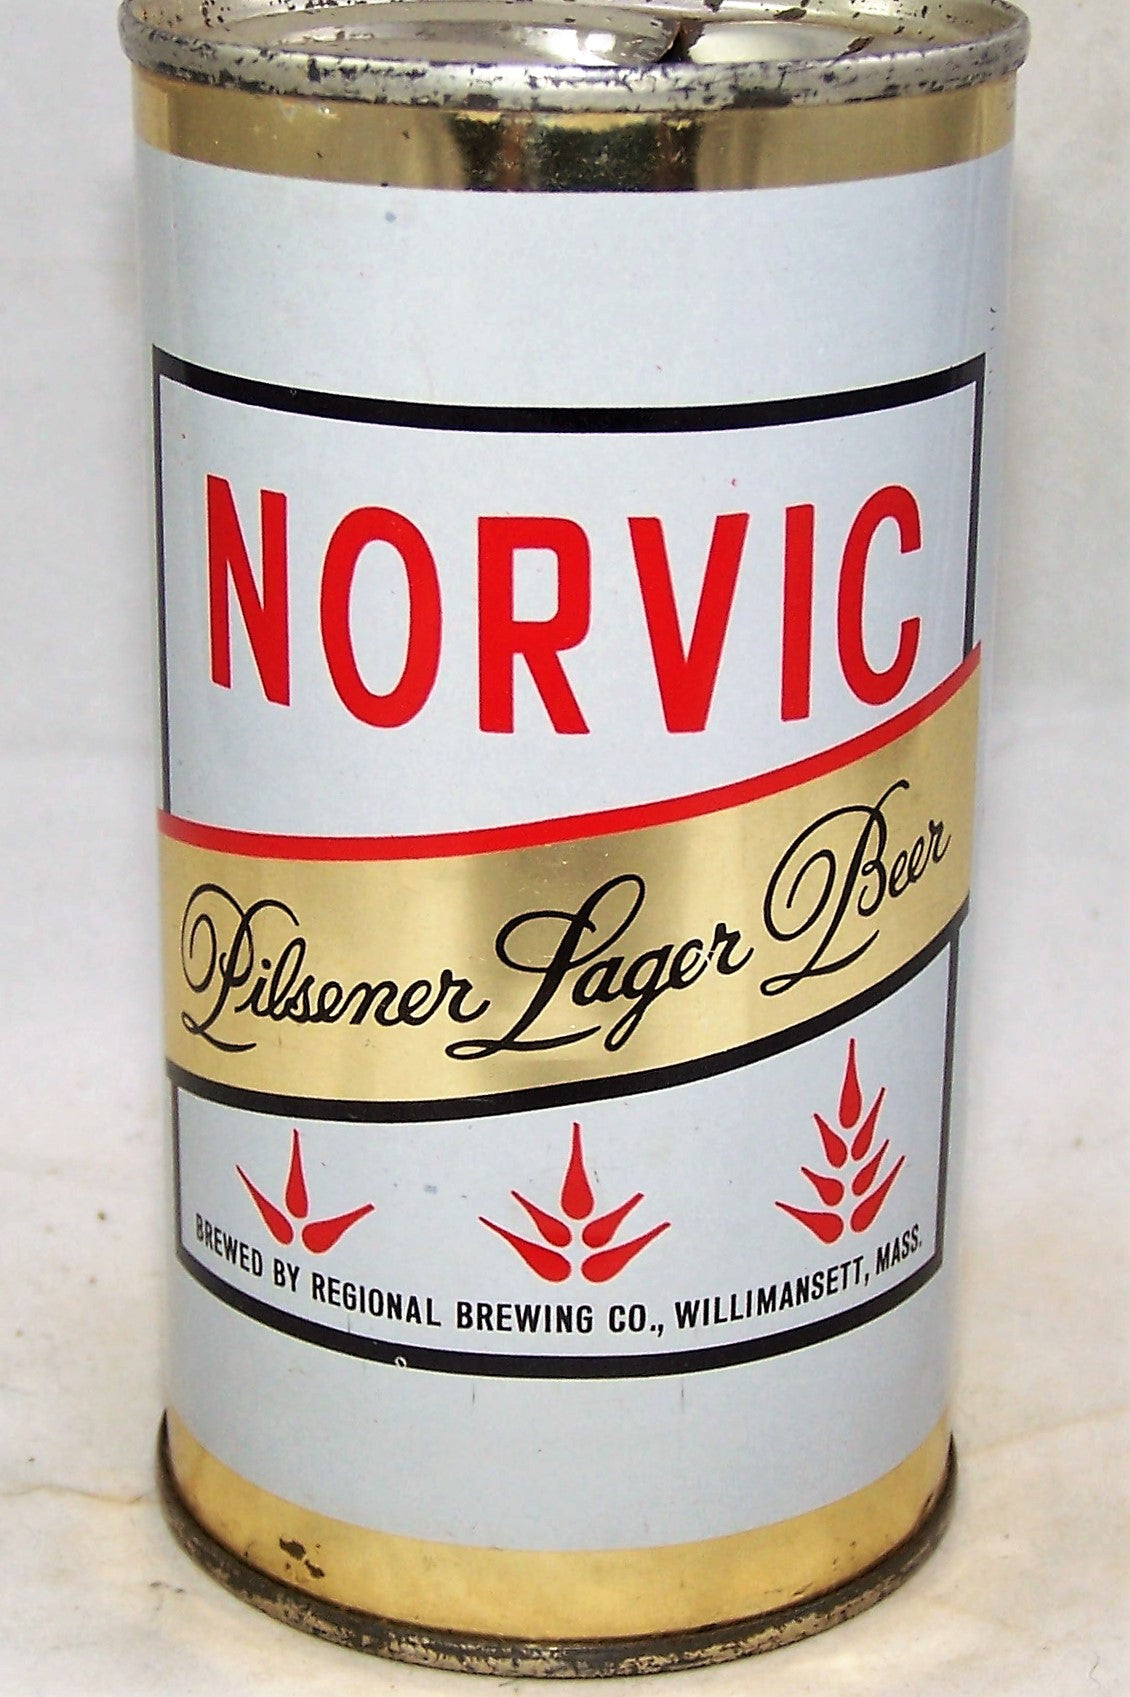 NORVIC
Pilsener Lager Beer
BREWED BY REGIONAL BREWING CO., WILLIMANSETT, MASS.